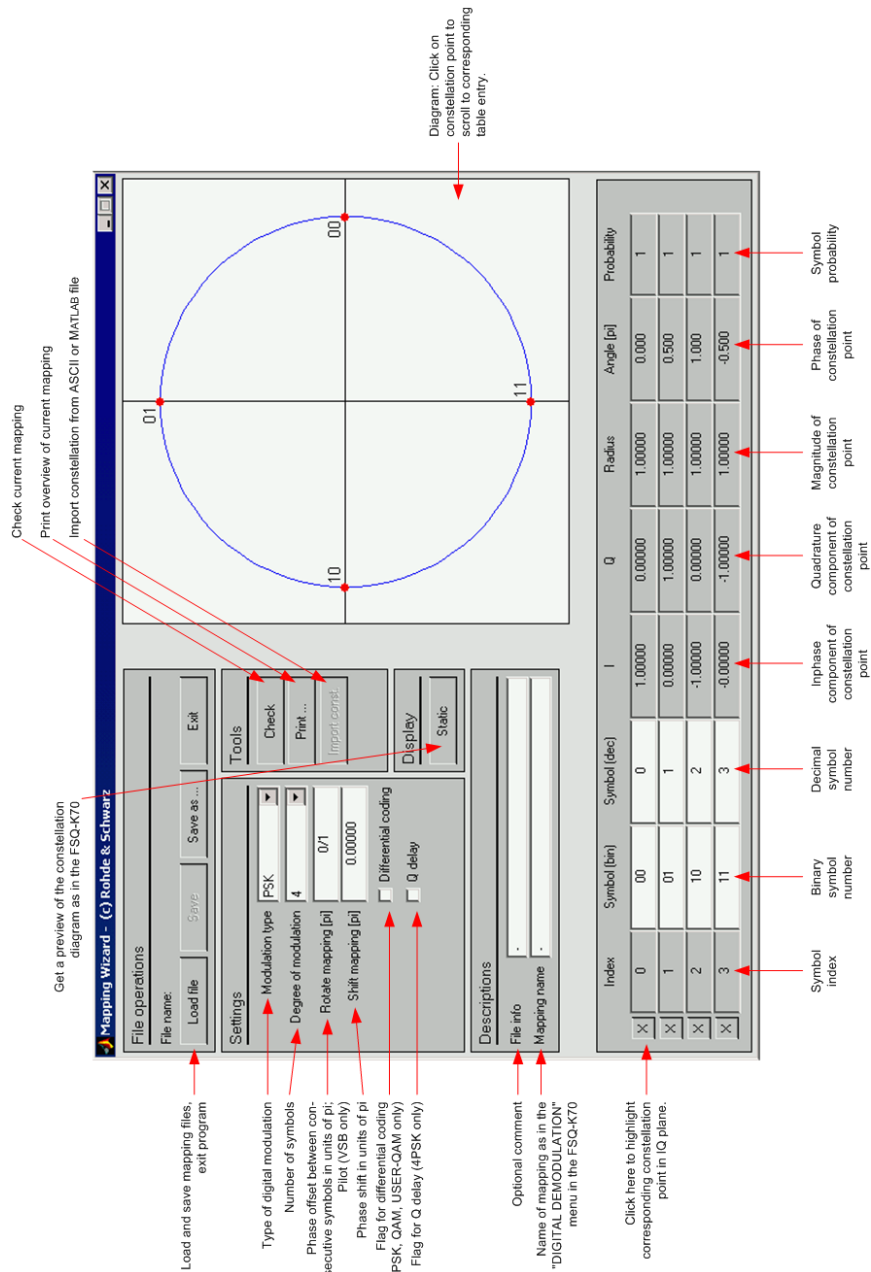 Get a preview of the constellation
diagram as in the FSQ-K70
Check current mapping
Print overview of current mapping
Import constellation from ASCII or MATLAB file
Load and save mapping files,
exit program
Type of digital modulation
Number of symbols
Phase offset between con-
secutive symbols in units of pi;
Pilot (VSB only)
Phase shift in units of pi
Flag for differential coding
PSK, QAM, USER-QAM only)
Flag for Q delay (4PSK only)
Optional comment
Name of mapping as in the
"DIGITAL DEMODULATION"
menu in the FSQ-K70
Click here to highlight
corresponding constellation
point in IQ plane.
Mapping Wizard - (c) Rohde & Schwarz
File operations
File name:
Load file Save Save as ... Exit
Settings
Modulation type PSK
Degree of modulation 4
Rotate mapping [pi] 0/1
Shift mapping [pi] 0.00000
Differential coding
Q delay
Tools
Check
Print ...
Import const.
Display
Static
Descriptions
File info -
Mapping name -
01
10
00
11
Diagram: Click on
constellation point to
scroll to corresponding
table entry.
Index Symbol [bin] Symbol [dec] I Q Radius Angle [pi] Probability
X 0 00 0 1.00000 0.00000 1.00000 0.000 1
X 1 01 1 0.00000 1.00000 1.00000 0.500 1
X 2 10 2 -1.00000 0.00000 1.00000 1.000 1
X 3 11 3 -0.00000 -1.00000 1.00000 -0.500 1
Symbol
index
Binary
symbol
number
Decimal
symbol
number
Inphase
component of
constellation
point
Quadrature
component of
constellation
point
Magnitude of
constellation
point
Phase of
constellation
point
Symbol
probability